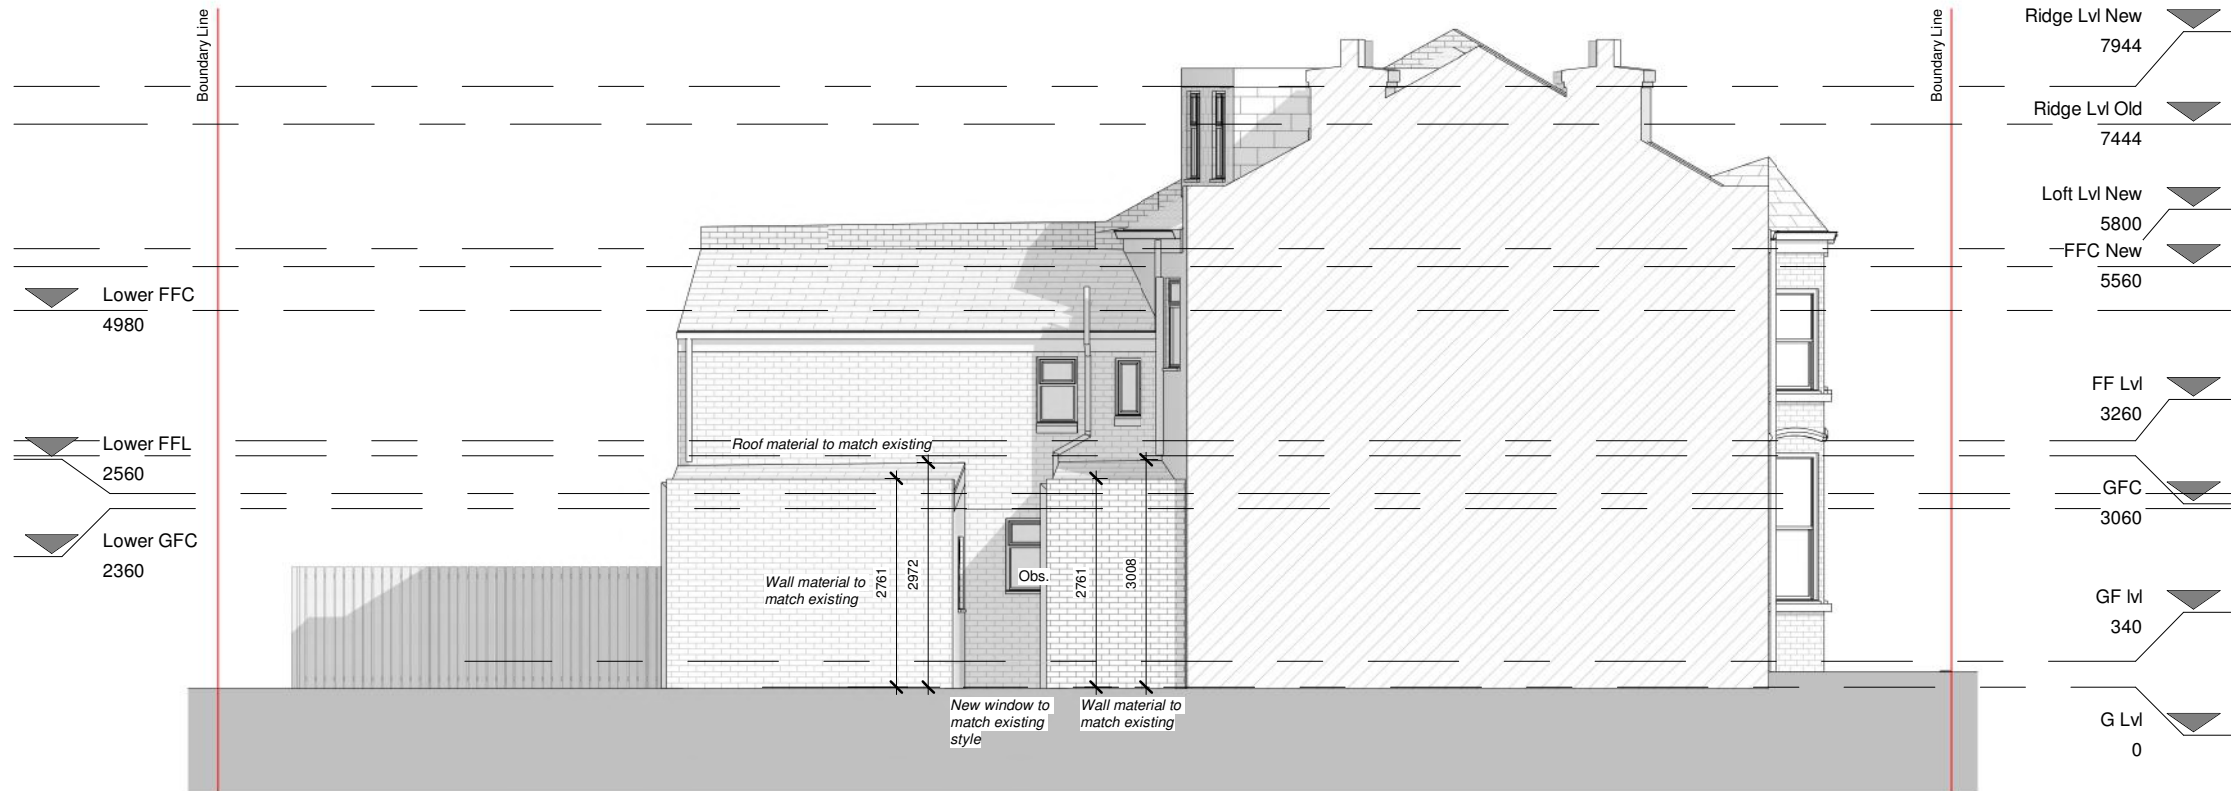 Boundary Line
Boundary Line
Ridge Lvl New
7944
Ridge Lvl Old
7444
Loft Lvl New
5800
FFC New
5560
Lower FFC
4980
FF Lvl
3260
Lower FFL
2560
Roof material to match existing
GFC
3060
Lower GFC
2360
Wall material to
match existing
2761
2972
Obs.
2761
3008
GF lvl
340
New window to
match existing
style
Wall material to
match existing
G Lvl
0